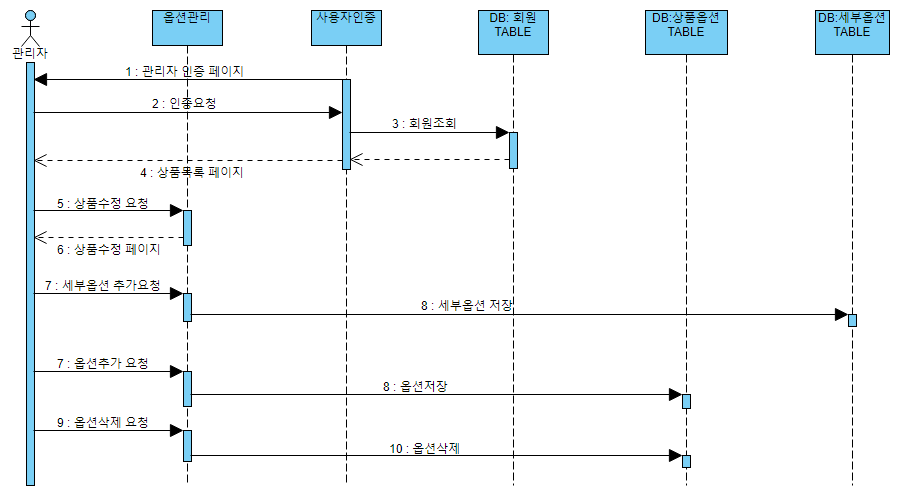 옵션관리
사용자인증
DB: 회원
TABLE
DB:상품옵션
TABLE
DB:세부옵션
TABLE
관리자
1 : 관리자 인증 페이지
2 : 인증요청
3 : 회원조회
4 : 상품목록 페이지
5 : 상품수정 요청
6 : 상품수정 페이지
7 : 세부옵션 추가요청
8 : 세부옵션 저장
7 : 옵션추가 요청
8 : 옵션저장
9 : 옵션삭제 요청
10 : 옵션삭제